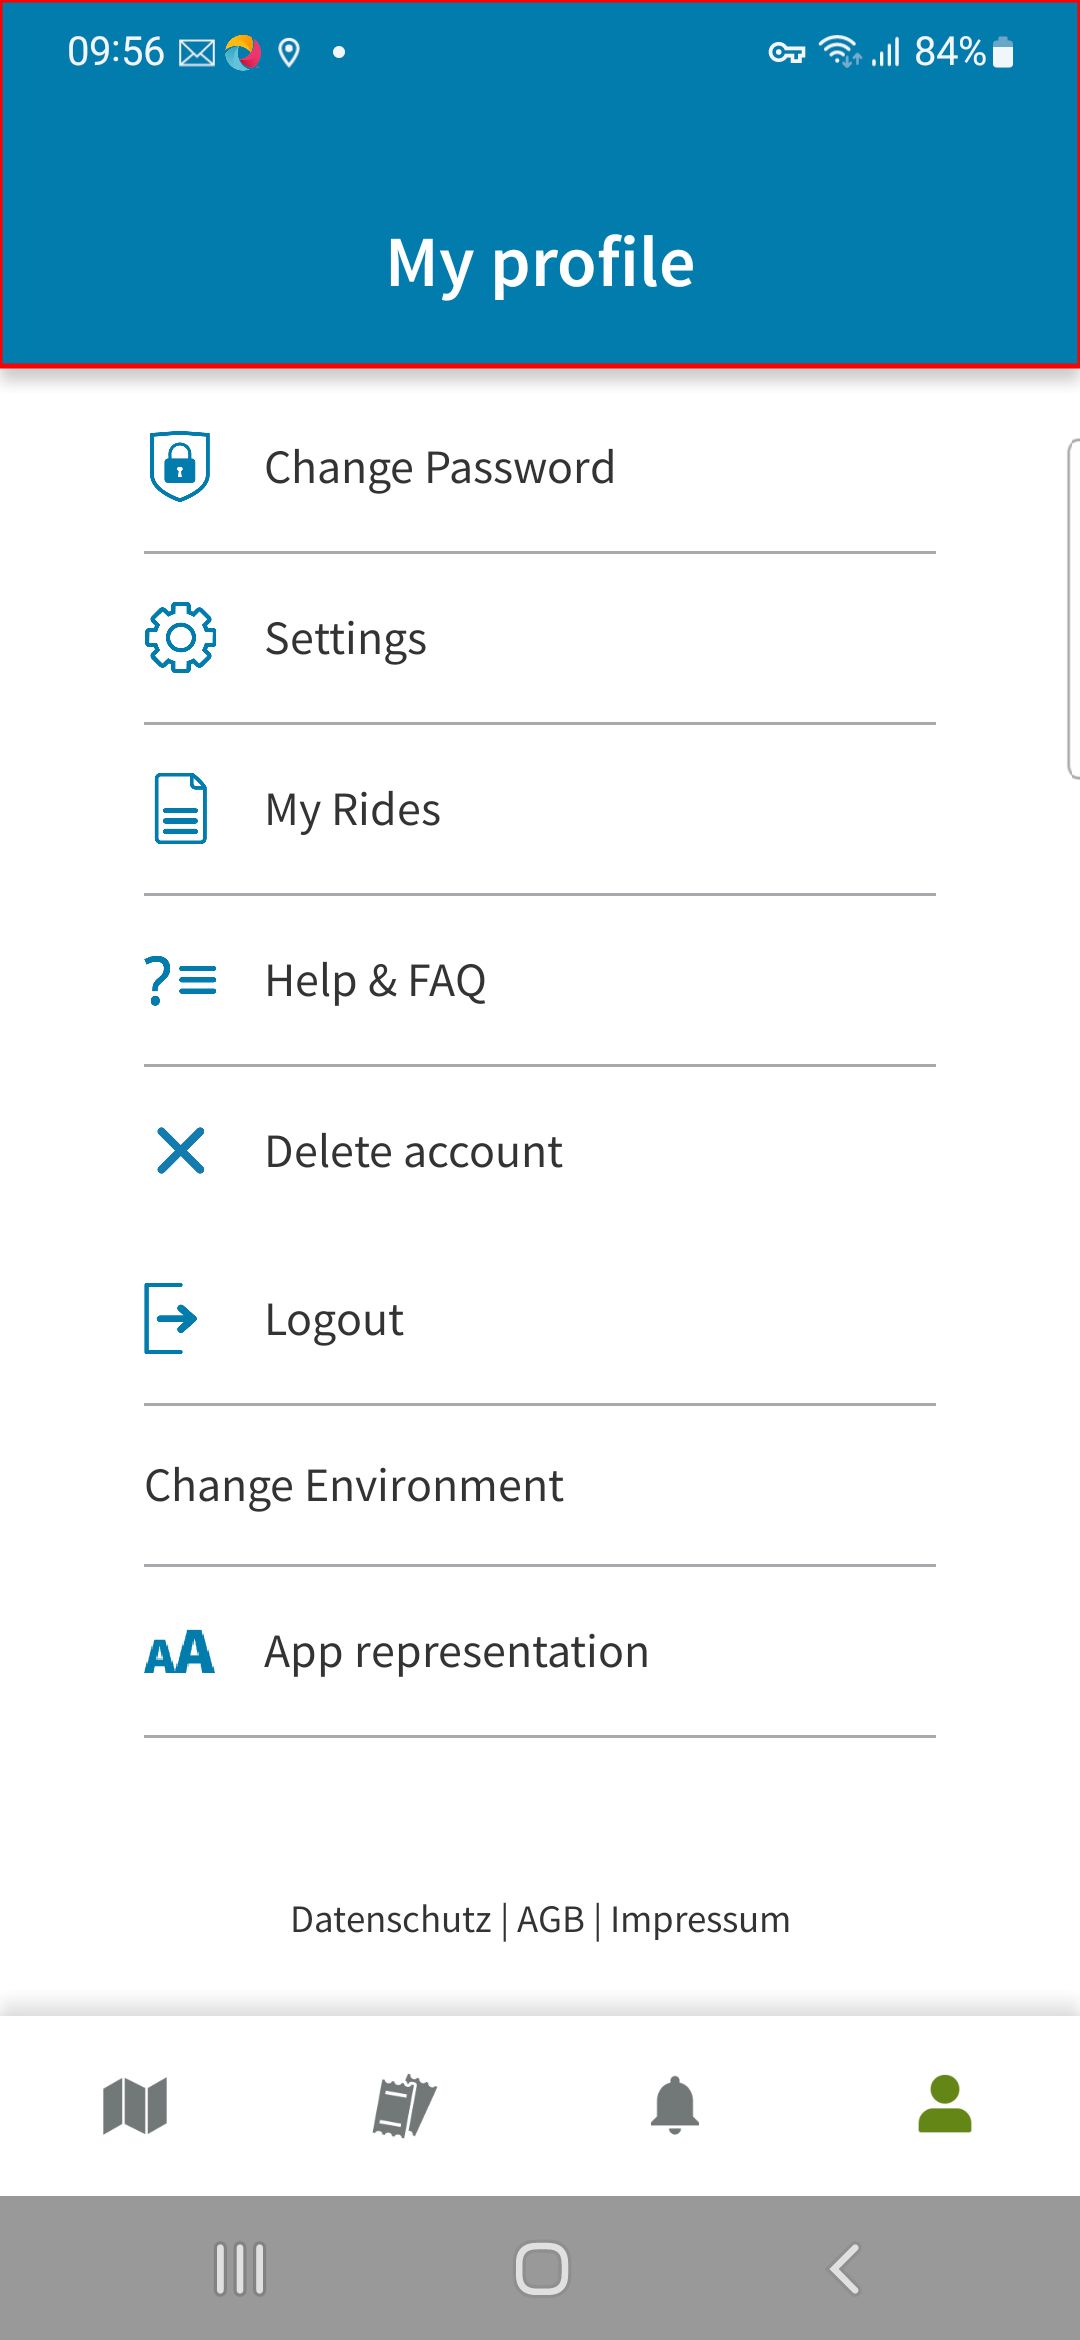 09:56 84%
My profile
Change Password
Settings
My Rides
Help & FAQ
Delete account
Logout
Change Environment
AA App representation
Datenschutz | AGB | Impressum